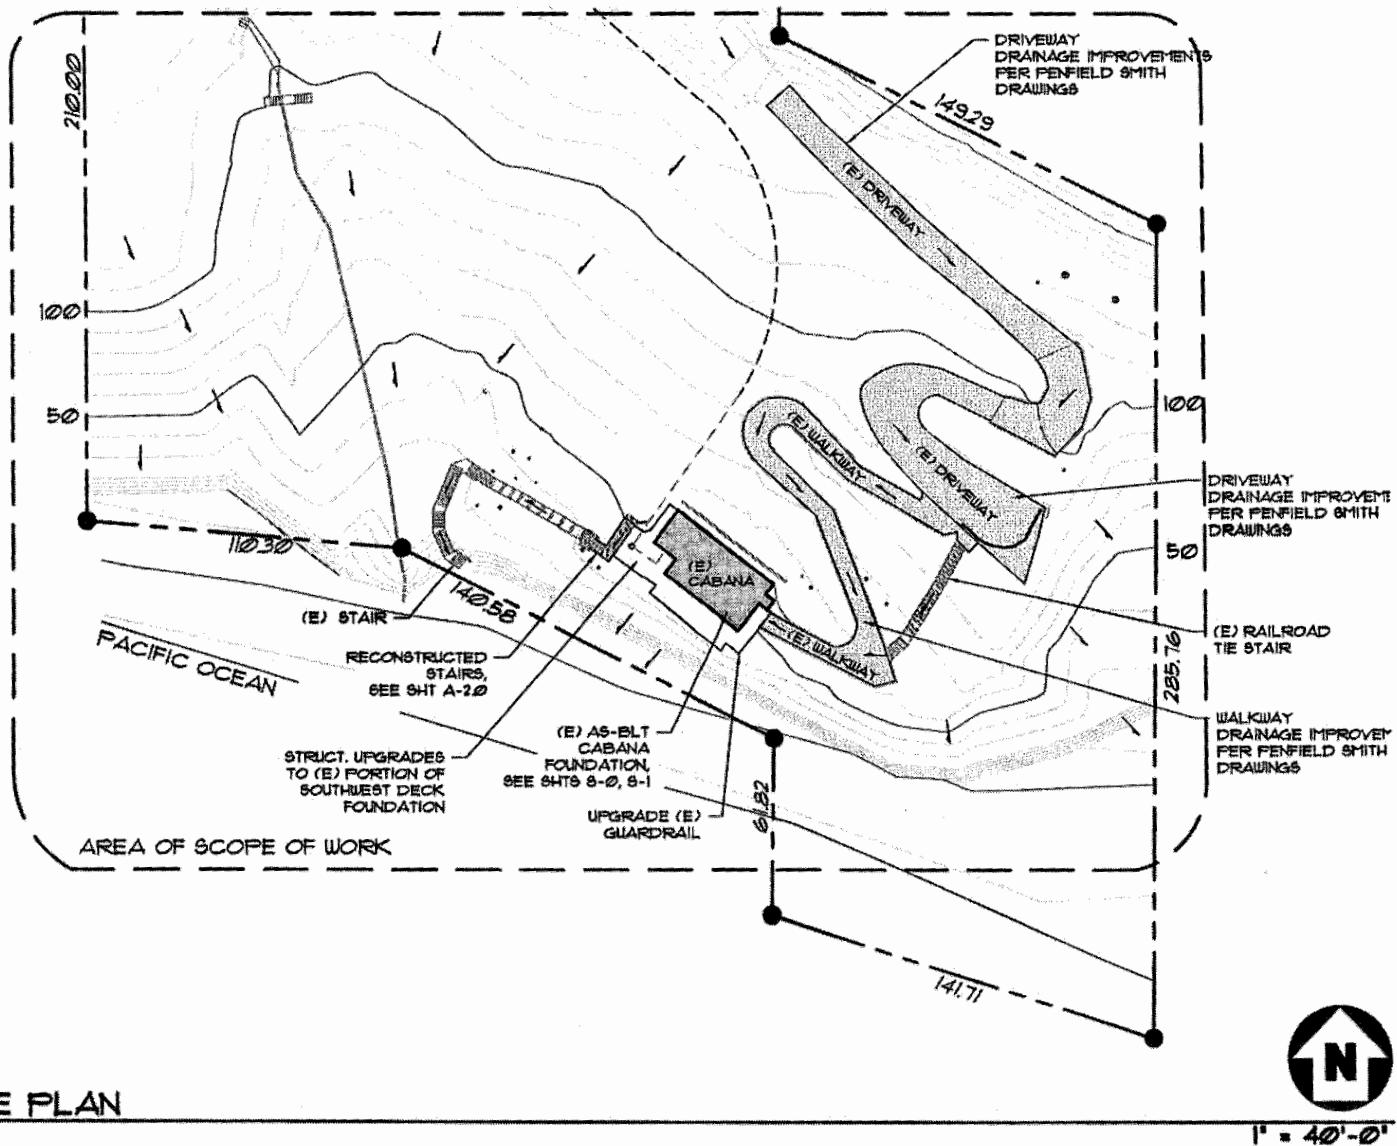 DRIVEWAY
DRAINAGE IMPROVEMENTS
PER PENFIELD SMITH
DRAWINGS
210.00
149.29
(E) DRIVEWAY
100
50
100
(E) WALKWAY
(E) DRIVEWAY
DRIVEWAY
DRAINAGE IMPROVEME
PER PENFIELD SMITH
DRAWINGS
50
110.30
(E)
CABANA
140.58
(E) STAIR
PACIFIC OCEAN
(E) WALKWAY
(E) RAILROAD
TIE STAIR
285.76
RECONSTRUCTED
STAIRS,
SEE SHT A-2.0
WALKWAY
DRAINAGE IMPROVEM
PER PENFIELD SMITH
DRAWINGS
(E) AS-BLT
CABANA
FOUNDATION,
SEE SHTS S-0, S-1
STRUCT. UPGRADES
TO (E) PORTION OF
SOUTHWEST DECK
FOUNDATION
UPGRADE (E)
GUARDRAIL
61.82
AREA OF SCOPE OF WORK
141.71
N
E PLAN
1" = 40'-0"